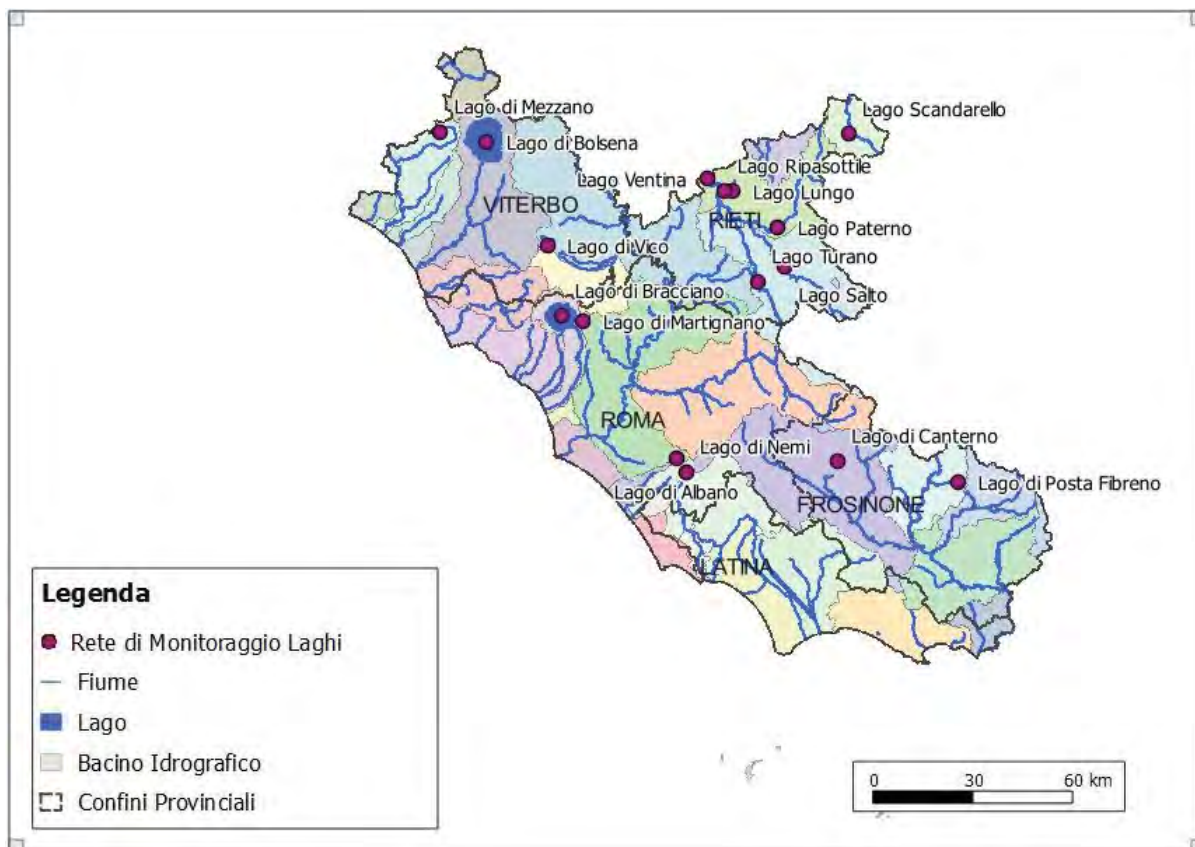 Lago di Mezzano
Lago Scandarello
Lago di Bolsena
Lago Ripasottile
Lago Ventina
Lago Lungo
VITERBO
RIETI
Lago Paterno
Lago di Vico
Lago Turano
Lago Salto
Lago di Bracciano
Lago di Martignano
ROMA
Lago di Nemi
Lago di Canterno
Lago di Posta Fibreno
Lago di Albano
FROSINONE
LATINA
Legenda
Rete di Monitoraggio Laghi
Fiume
Lago
Bacino Idrografico
Confini Provinciali
0 30 60 km